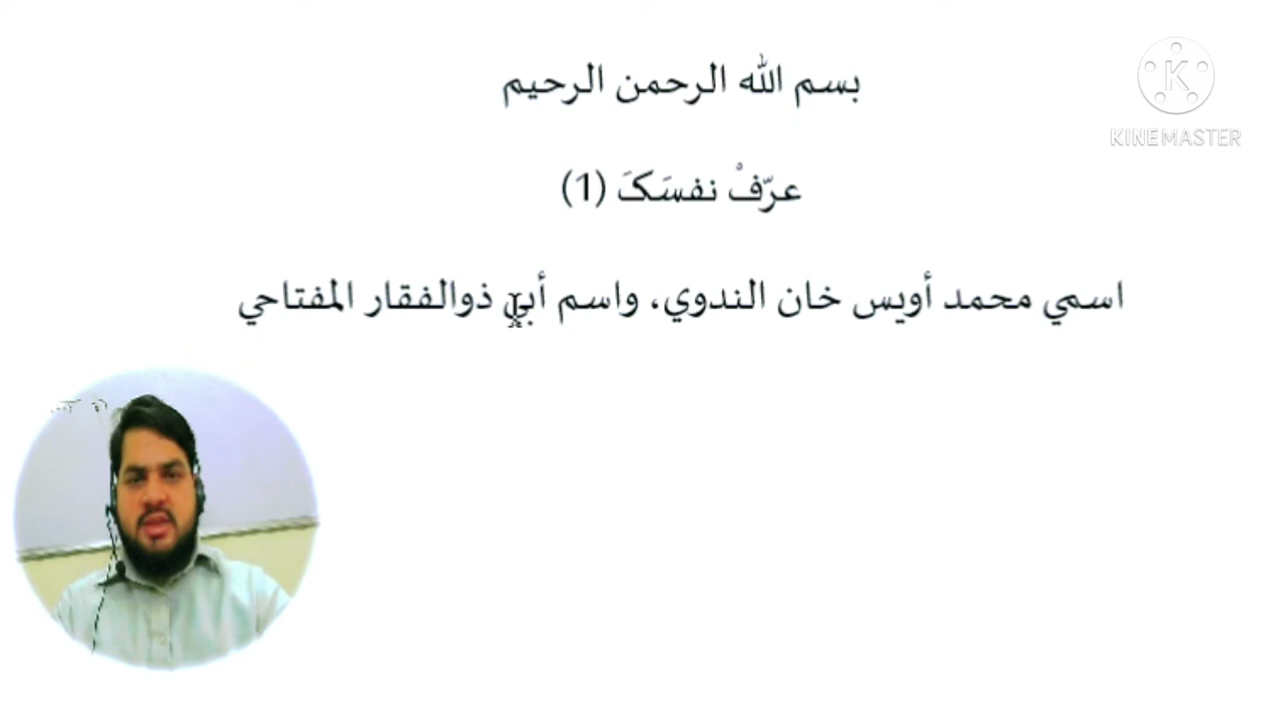 بسم الله الرحمن الرحيم
عرّفْ نفسَکَ (1)
اسمي محمد أويس خان الندوي، واسم أبي ذوالفقار المفتاحي
K
KINEMASTER